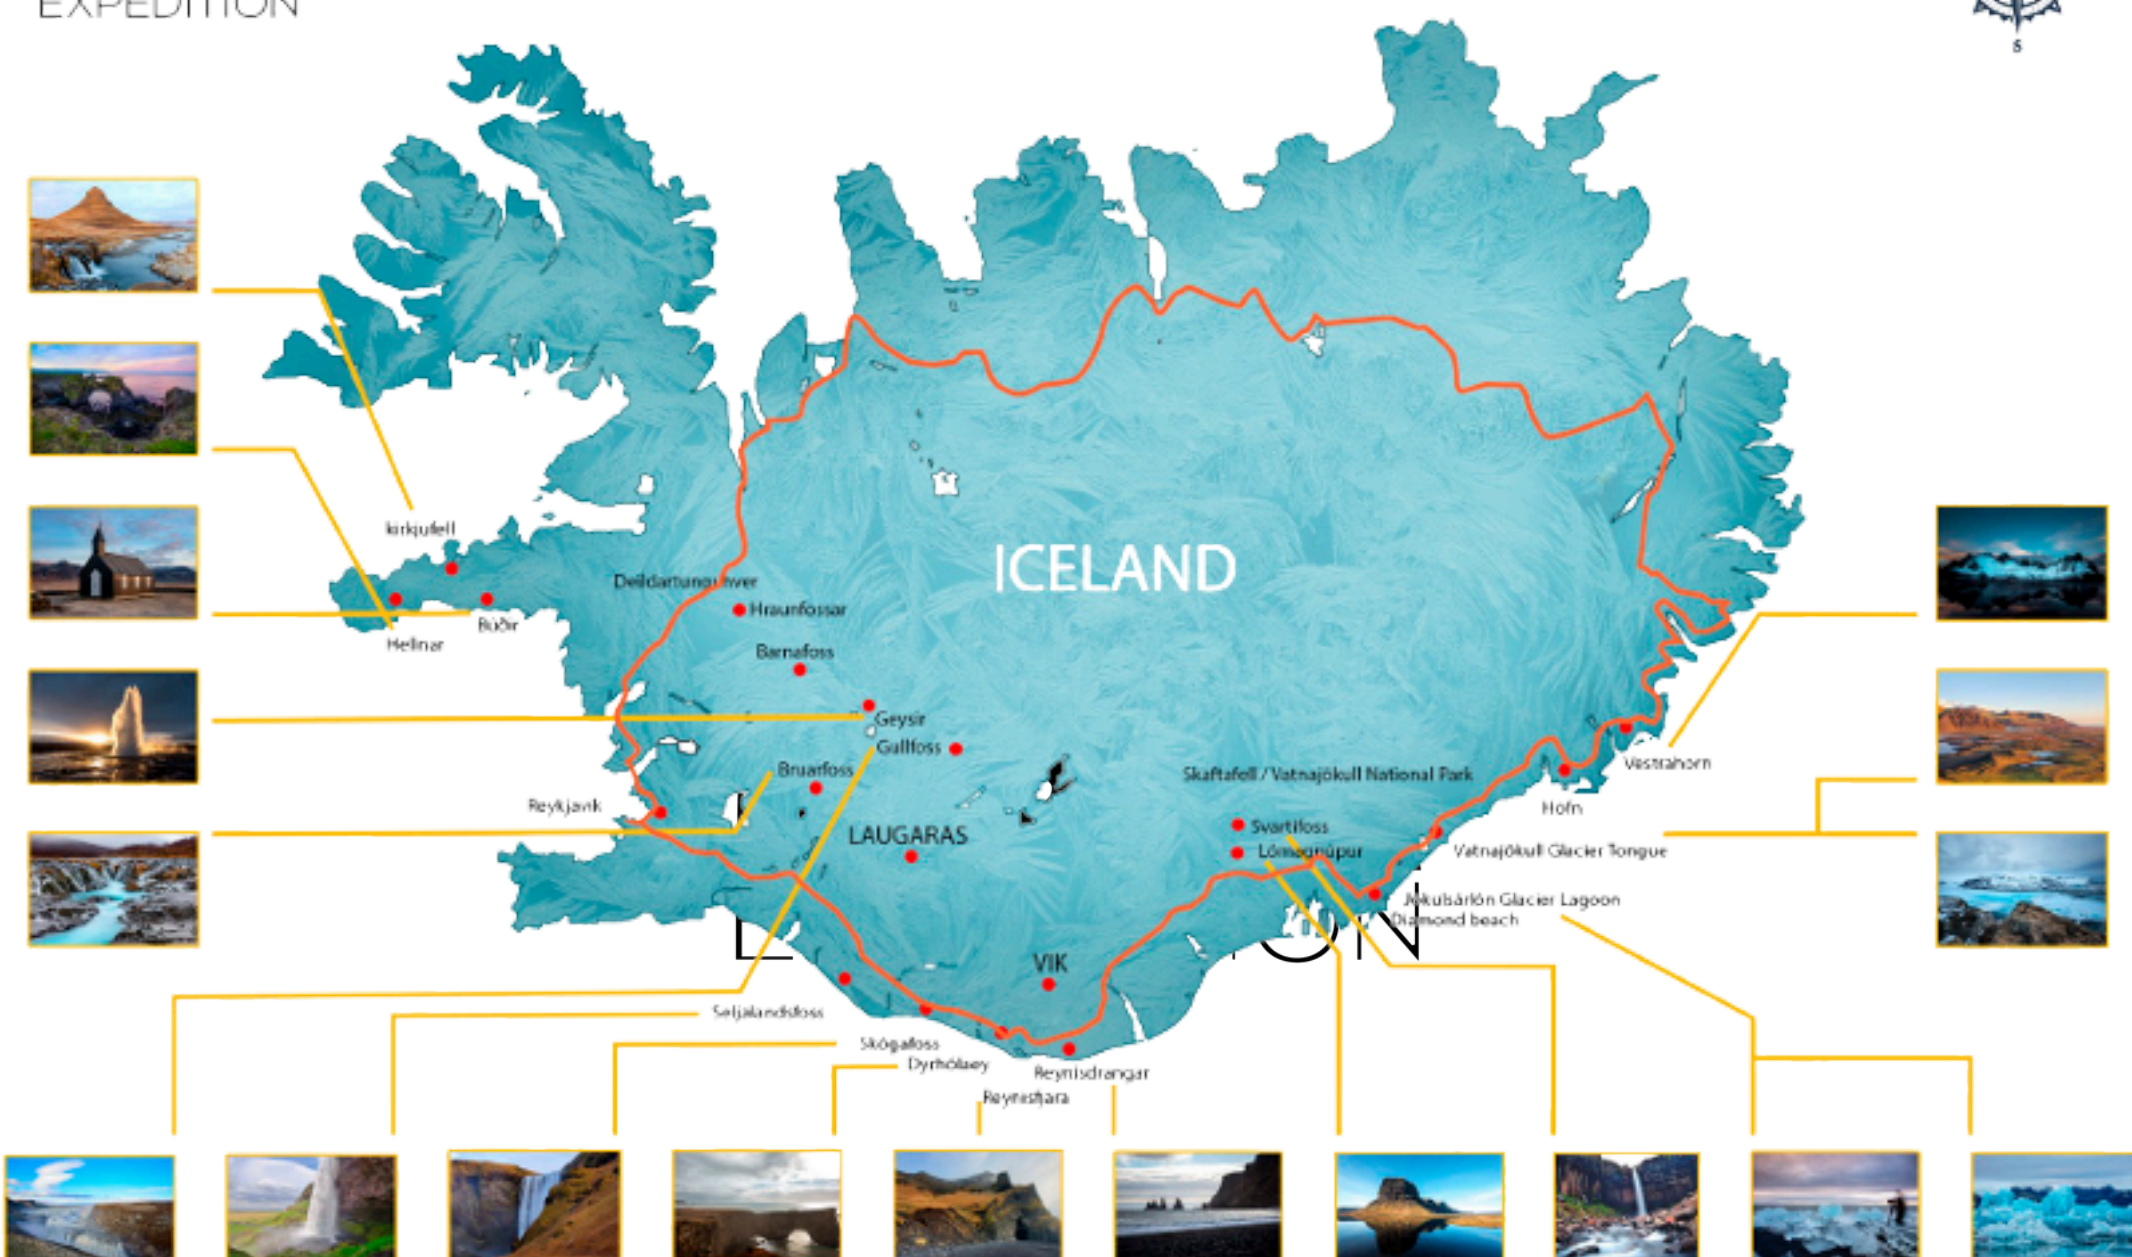 EXPEDITION
S
kirkjufell
Deildartunguhver
Hraunfossar
Búðir
Hellnar
Barnafoss
Geysir
Gullfoss
Bruarfoss
Reykjavik
LAUGARAS
ICELAND
Skaftafell / Vatnajökull National Park
Vestrahorn
Höfn
Svartifoss
Lómagnúpur
Vatnajökull Glacier Tongue
Jökulsárlón Glacier Lagoon
Diamond beach
VIK
Seljalandsfoss
Skógafoss
Dyrhólaey
Reynisdrangar
Reynisfjara